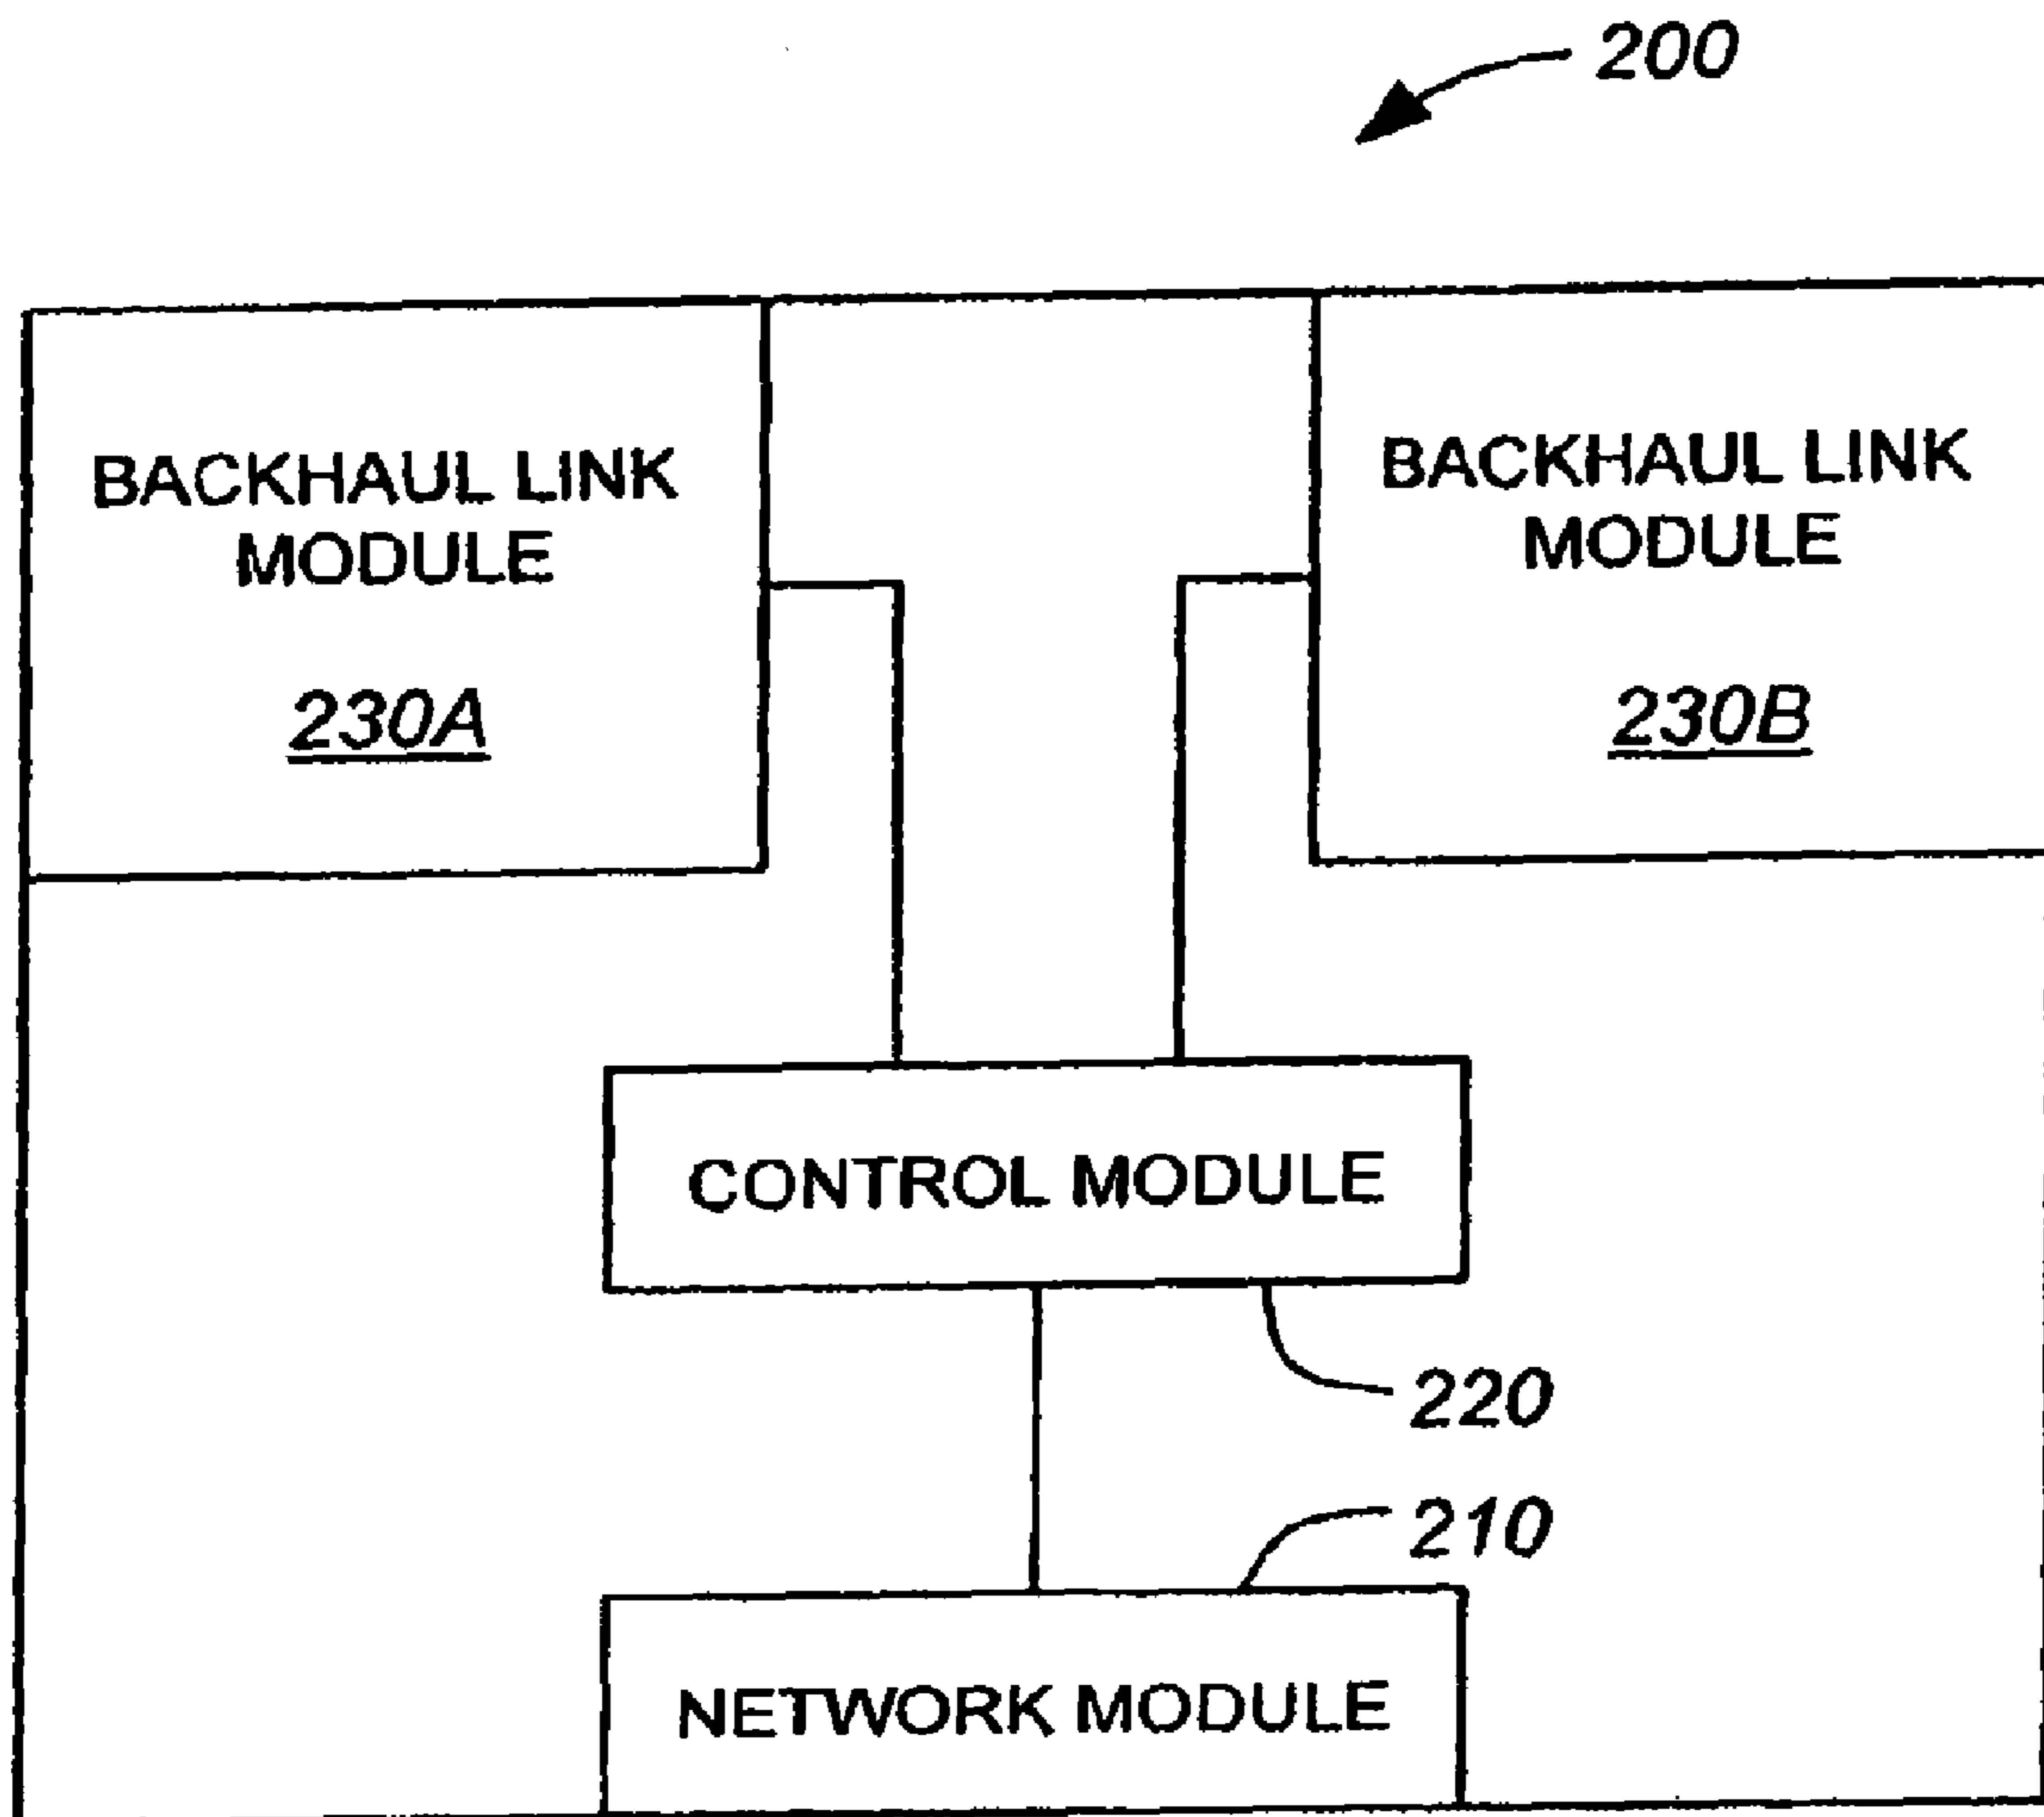 200
BACKHAUL LINK
MODULE
230A
BACKHAUL LINK
MODULE
230B
CONTROL MODULE
220
210
NETWORK MODULE